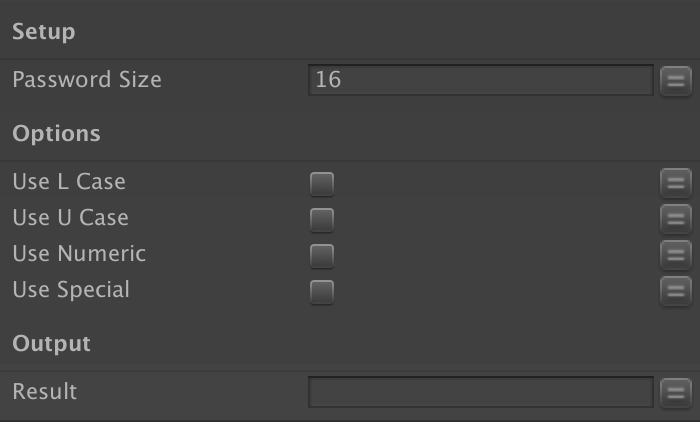 Setup
Password Size 16
Options
Use L Case
Use U Case
Use Numeric
Use Special
Output
Result